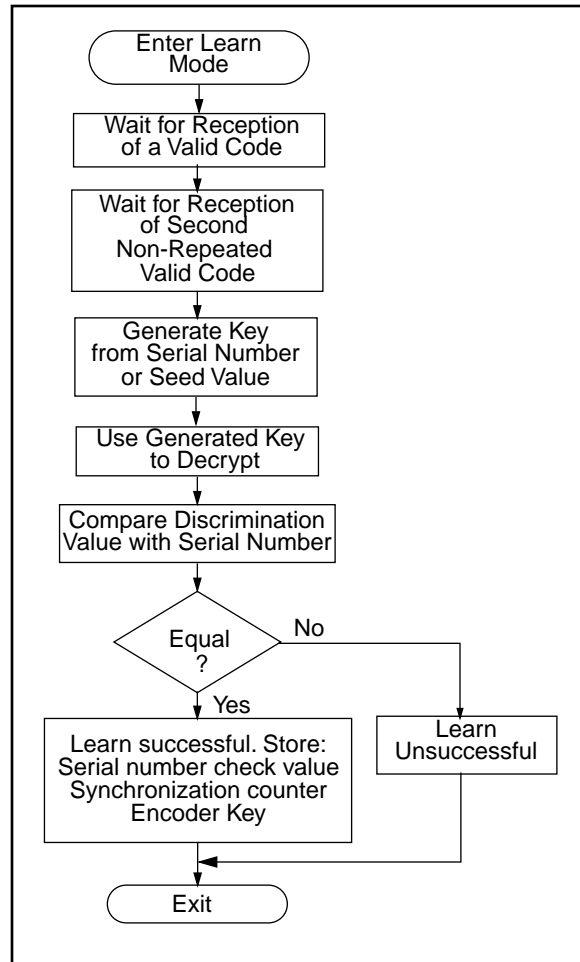 Enter Learn
Mode
Wait for Reception
of a Valid Code
Wait for Reception
of Second
Non-Repeated
Valid Code
Generate Key
from Serial Number
or Seed Value
Use Generated Key
to Decrypt
Compare Discrimination
Value with Serial Number
Equal
?
No
Yes
Learn successful. Store:
Serial number check value
Synchronization counter
Encoder Key
Learn
Unsuccessful
Exit